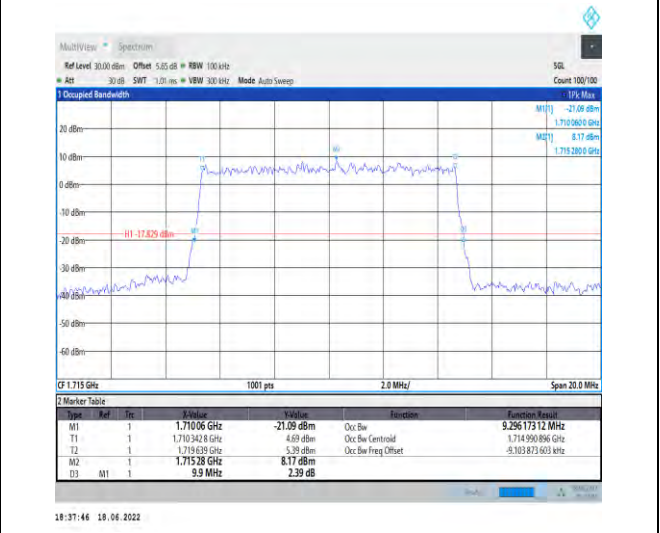 MultiView Spectrum
Ref Level 30.00 dBm Offset 5.65 dB RBW 100 kHz SGL
Att 30 dB SWT 1.01 ms VBW 300 kHz Mode Auto Sweep Count 100/100
1 Occupied Bandwidth 1Pk Max
M1[1] -21.09 dBm
1.710 060 0 GHz
M2[1] 8.17 dBm
1.715 280 0 GHz
20 dBm
10 dBm
0 dBm
-10 dBm
H1 -17.829 dBm
-20 dBm
-30 dBm
-40 dBm
-50 dBm
-60 dBm
T1
M2
M1
CF 1.715 GHz 1001 pts 2.0 MHz/ Span 20.0 MHz
2 Marker Table
Type Ref Trc X-Value Y-Value Function Function Result
M1 1 1.71006 GHz -21.09 dBm Occ Bw 9.296 173 12 MHz
T1 1 1.710 342 8 GHz 4.69 dBm Occ Bw Centroid 1.714 990 896 GHz
T2 1 1.719 639 GHz 5.39 dBm Occ Bw Freq Offset -9.103 873 603 kHz
M2 1 1.71528 GHz 8.17 dBm
D3 M1 1 9.9 MHz 2.39 dB
18:37:46 18.06.2022